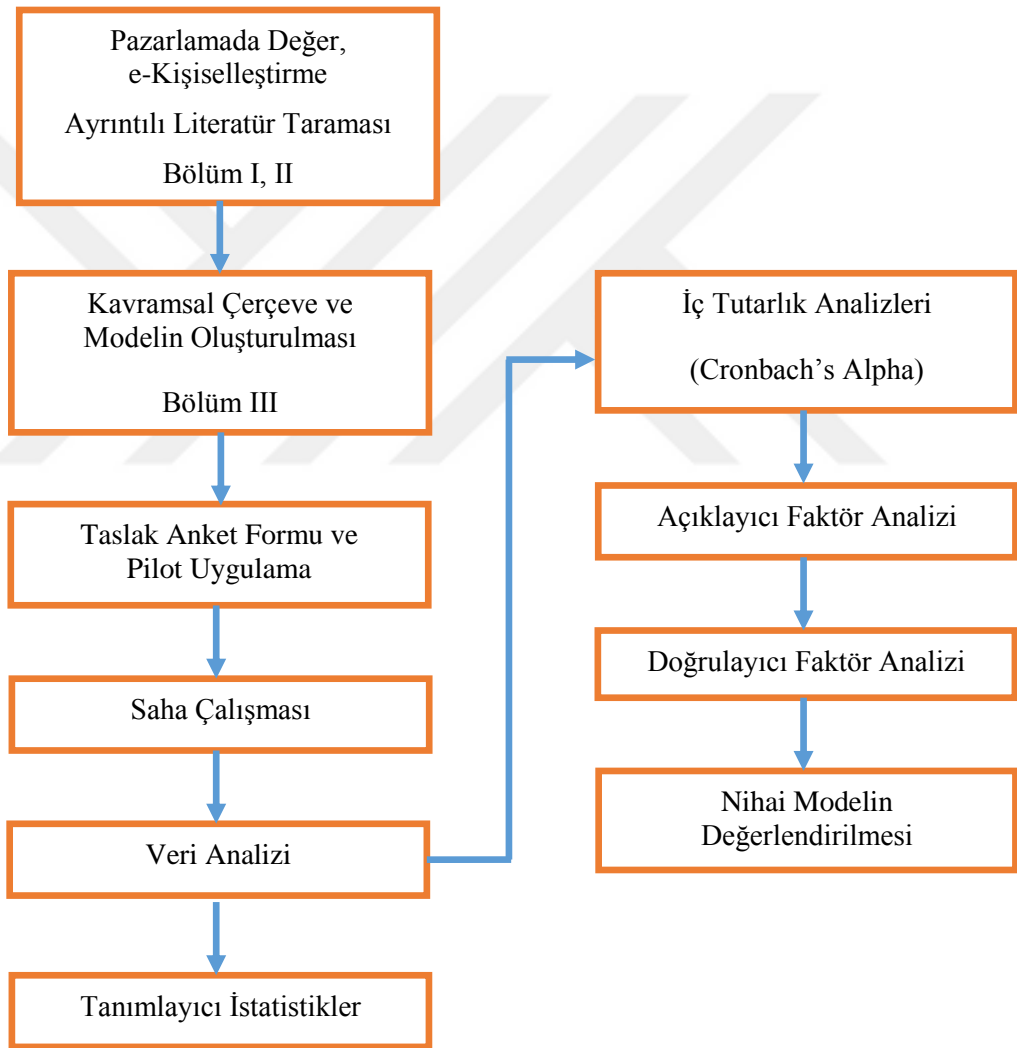 Pazarlamada Değer,
e-Kişiselleştirme
Ayrıntılı Literatür Taraması
Bölüm I, II
Kavramsal Çerçeve ve
Modelin Oluşturulması
Bölüm III
Taslak Anket Formu ve
Pilot Uygulama
Saha Çalışması
Veri Analizi
Tanımlayıcı İstatistikler
İç Tutarlık Analizleri
(Cronbach’s Alpha)
Açıklayıcı Faktör Analizi
Doğrulayıcı Faktör Analizi
Nihai Modelin
Değerlendirilmesi